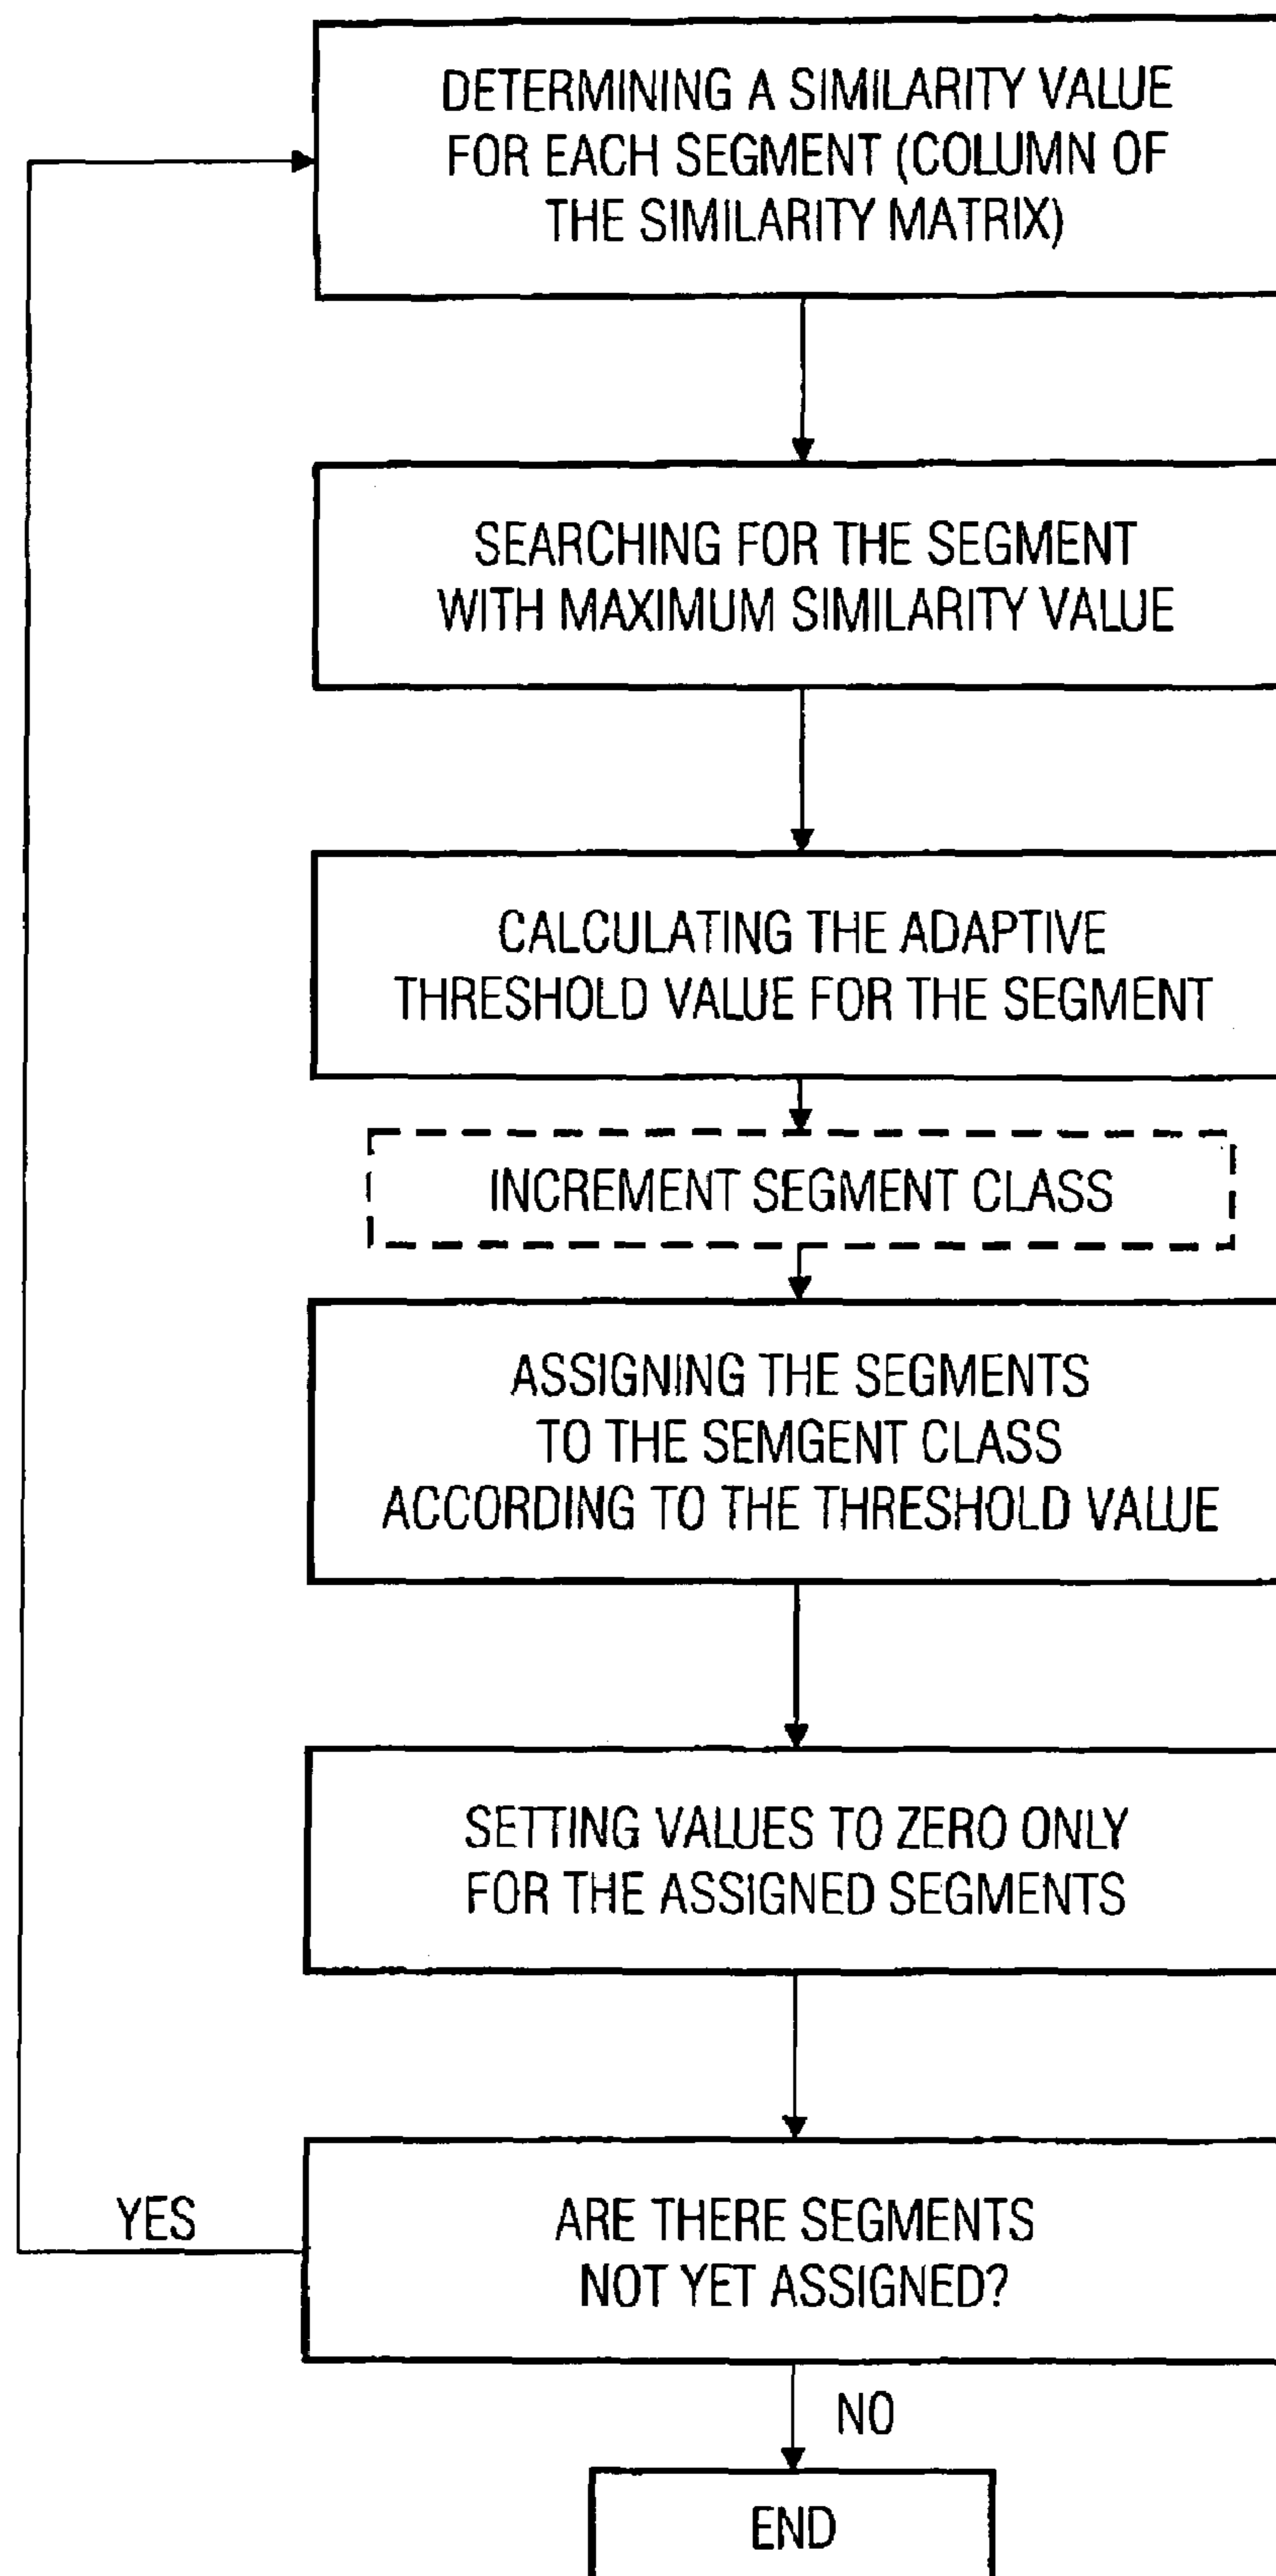 DETERMINING A SIMILARITY VALUE
FOR EACH SEGMENT (COLUMN OF
THE SIMILARITY MATRIX)
SEARCHING FOR THE SEGMENT
WITH MAXIMUM SIMILARITY VALUE
CALCULATING THE ADAPTIVE
THRESHOLD VALUE FOR THE SEGMENT
INCREMENT SEGMENT CLASS
ASSIGNING THE SEGMENTS
TO THE SEMGENT CLASS
ACCORDING TO THE THRESHOLD VALUE
SETTING VALUES TO ZERO ONLY
FOR THE ASSIGNED SEGMENTS
YES
ARE THERE SEGMENTS
NOT YET ASSIGNED?
NO
END